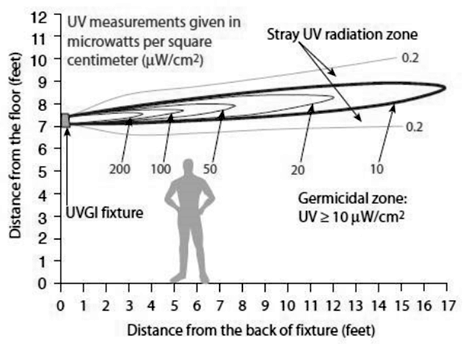 UV measurements given in
microwatts per square
centimeter (µW/cm²)
Stray UV radiation zone
0.2
0.2
200
100
50
20
10
UVGI fixture
Germicidal zone:
UV ≥ 10 µW/cm²
Distance from the floor (feet)
12
11
10
9
8
7
6
5
4
3
2
1
0
0 1 2 3 4 5 6 7 8 9 10 11 12 13 14 15 16 17
Distance from the back of fixture (feet)